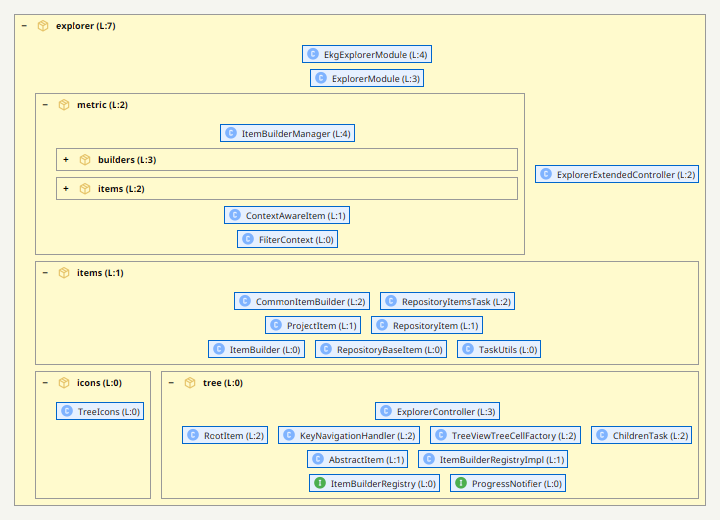 − explorer (L:7)
C EkgExplorerModule (L:4)
C ExplorerModule (L:3)
− metric (L:2)
C ItemBuilderManager (L:4)
+ builders (L:3)
+ items (L:2)
C ContextAwareItem (L:1)
C FilterContext (L:0)
C ExplorerExtendedController (L:2)
− items (L:1)
C CommonItemBuilder (L:2) C RepositoryItemsTask (L:2)
C ProjectItem (L:1) C RepositoryItem (L:1)
C ItemBuilder (L:0) C RepositoryBaseItem (L:0) C TaskUtils (L:0)
− icons (L:0)
C TreeIcons (L:0)
− tree (L:0)
C ExplorerController (L:3)
C RootItem (L:2) C KeyNavigationHandler (L:2) C TreeViewTreeCellFactory (L:2) C ChildrenTask (L:2)
C AbstractItem (L:1) C ItemBuilderRegistryImpl (L:1)
I ItemBuilderRegistry (L:0) I ProgressNotifier (L:0)